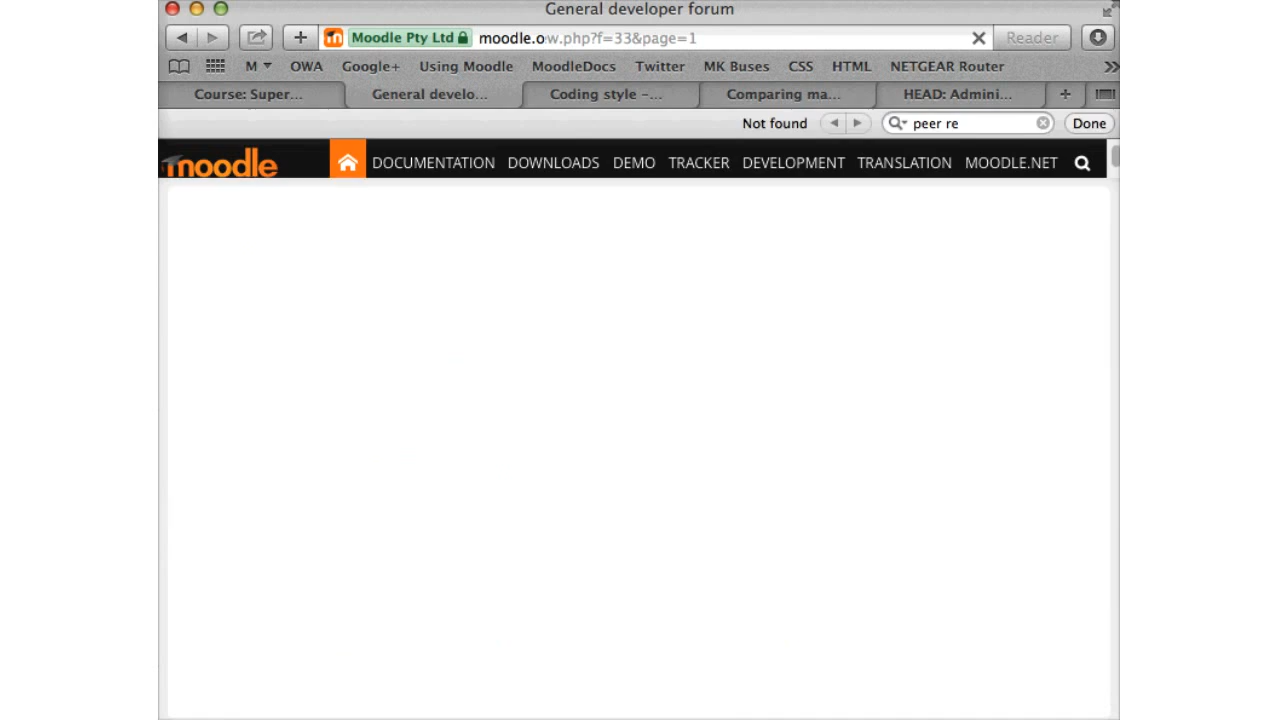 General developer forum
Moodle Pty Ltd moodle.ow.php?f=33&page=1 Reader
M OWA Google+ Using Moodle MoodleDocs Twitter MK Buses CSS HTML NETGEAR Router
Course: Super... General develo... Coding style –... Comparing ma... HEAD: Admini... +
Not found peer re Done
moodle DOCUMENTATION DOWNLOADS DEMO TRACKER DEVELOPMENT TRANSLATION MOODLE.NET